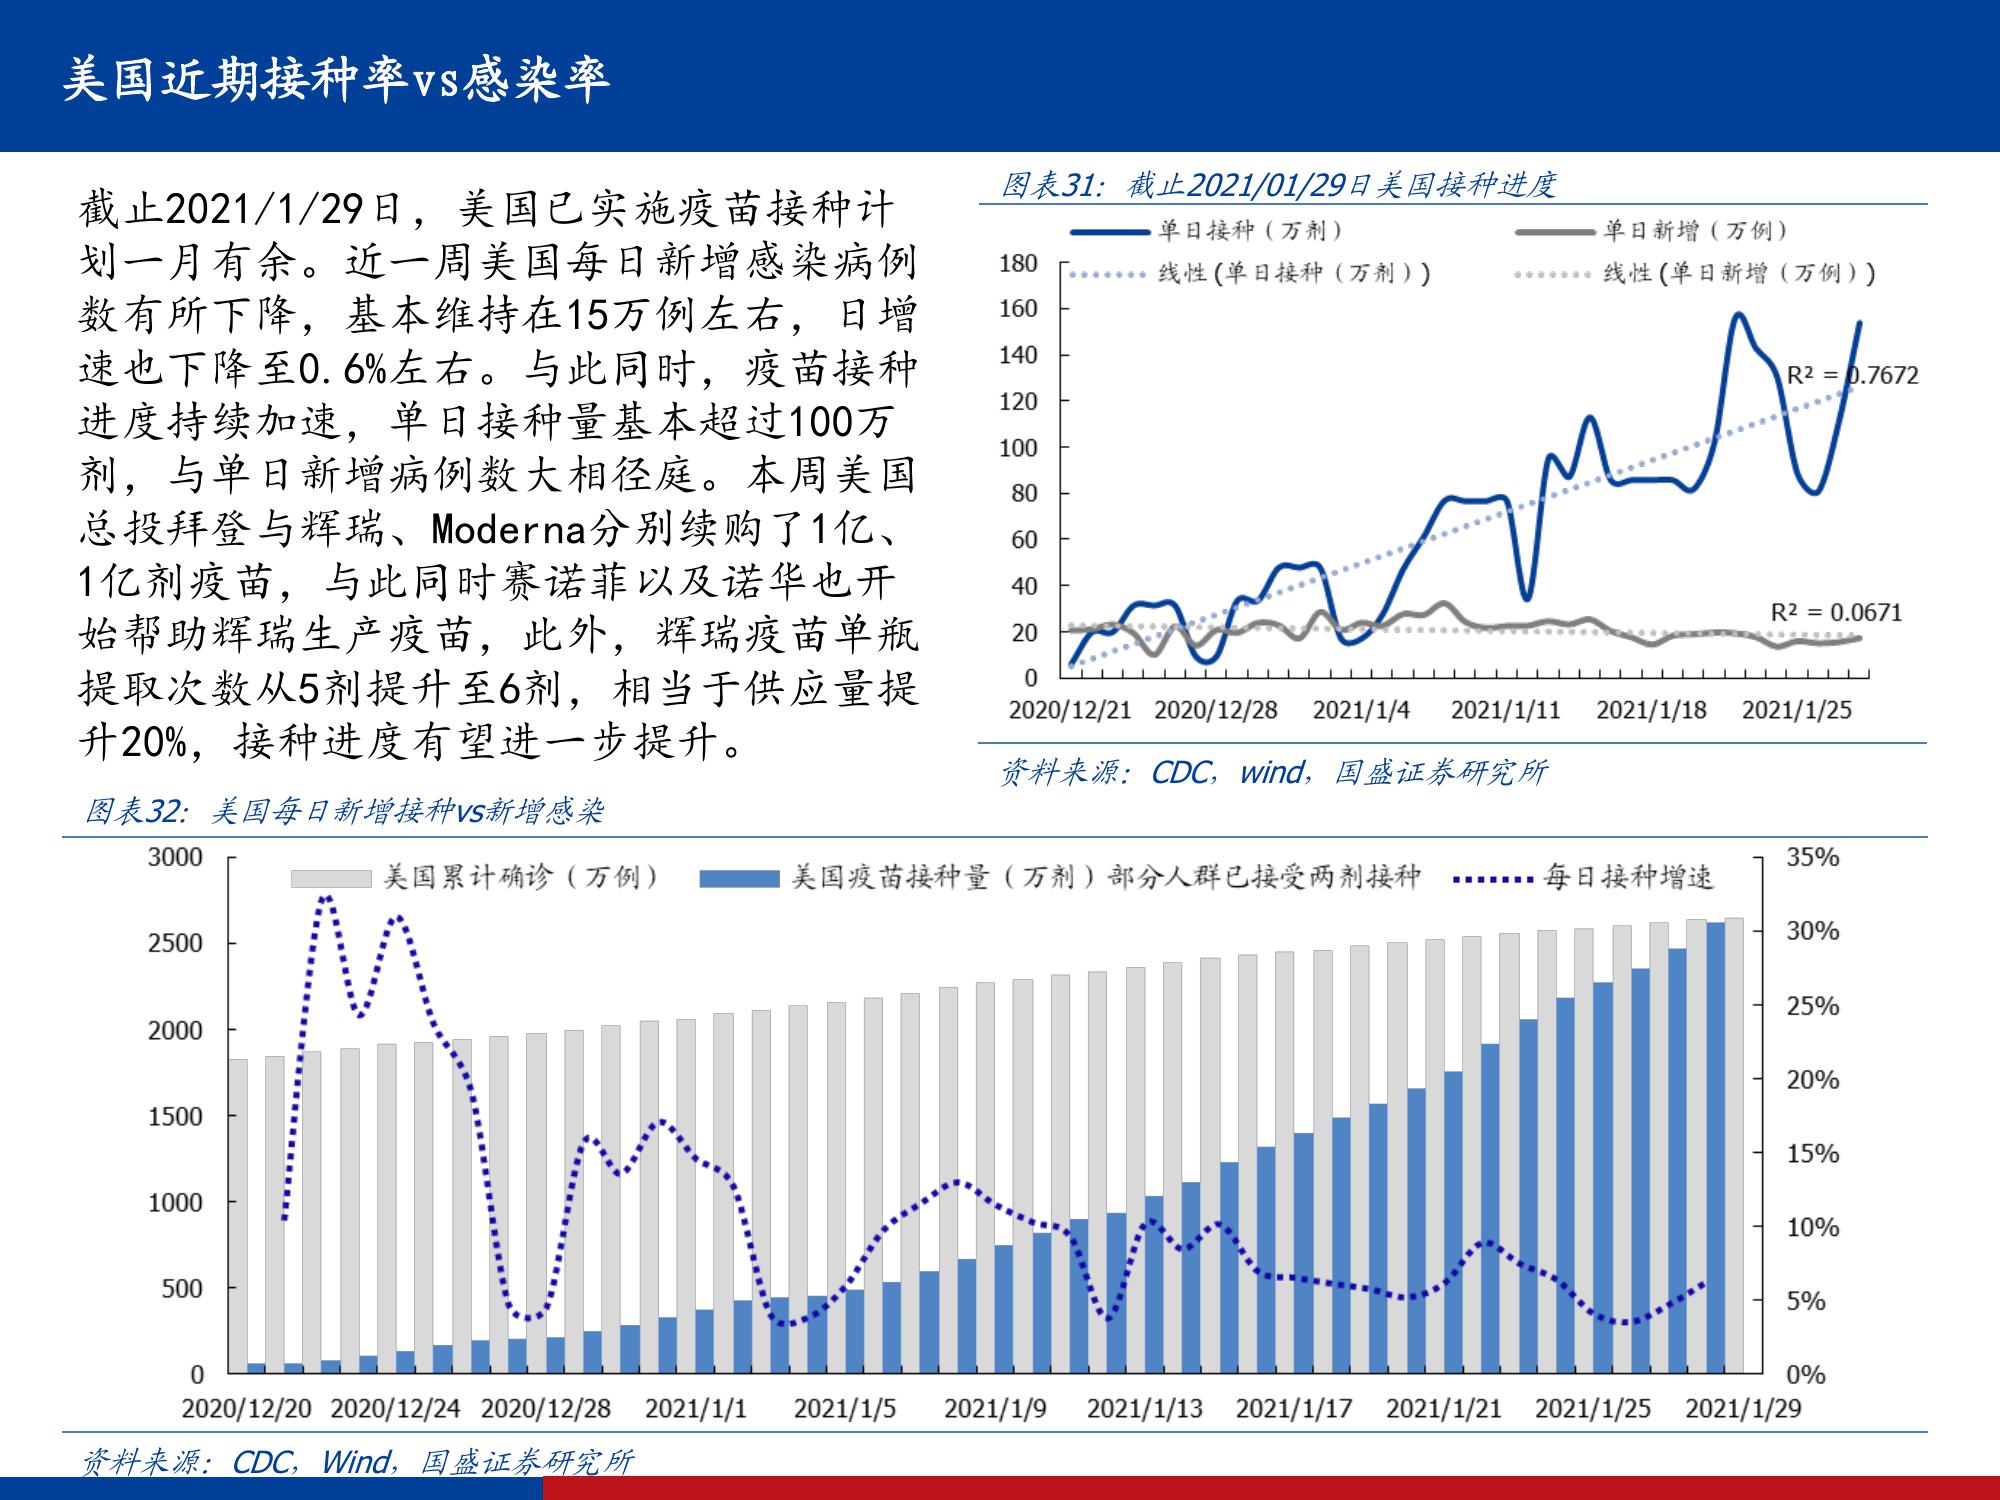 美国近期接种率vs感染率
截止2021/1/29日，美国已实施疫苗接种计
划一月有余。近一周美国每日新增感染病例
数有所下降，基本维持在15万例左右，日增
速也下降至0.6%左右。与此同时，疫苗接种
进度持续加速，单日接种量基本超过100万
剂，与单日新增病例数大相径庭。本周美国
总投拜登与辉瑞、Moderna分别续购了1亿、
1亿剂疫苗，与此同时赛诺菲以及诺华也开
始帮助辉瑞生产疫苗，此外，辉瑞疫苗单瓶
提取次数从5剂提升至6剂，相当于供应量提
升20%，接种进度有望进一步提升。
图表31：截止2021/01/29日美国接种进度
单日接种（万剂） 单日新增（万例）
线性 (单日接种（万剂）) 线性 (单日新增（万例）)
180
160
140
120
100
80
60
40
20
0
R² = 0.7672
R² = 0.0671
2020/12/21 2020/12/28 2021/1/4 2021/1/11 2021/1/18 2021/1/25
资料来源：CDC，wind，国盛证券研究所
图表32：美国每日新增接种vs新增感染
美国累计确诊（万例） 美国疫苗接种量（万剂）部分人群已接受两剂接种 每日接种增速
3000
2500
2000
1500
1000
500
0
35%
30%
25%
20%
15%
10%
5%
0%
2020/12/20 2020/12/24 2020/12/28 2021/1/1 2021/1/5 2021/1/9 2021/1/13 2021/1/17 2021/1/21 2021/1/25 2021/1/29
资料来源：CDC，Wind，国盛证券研究所